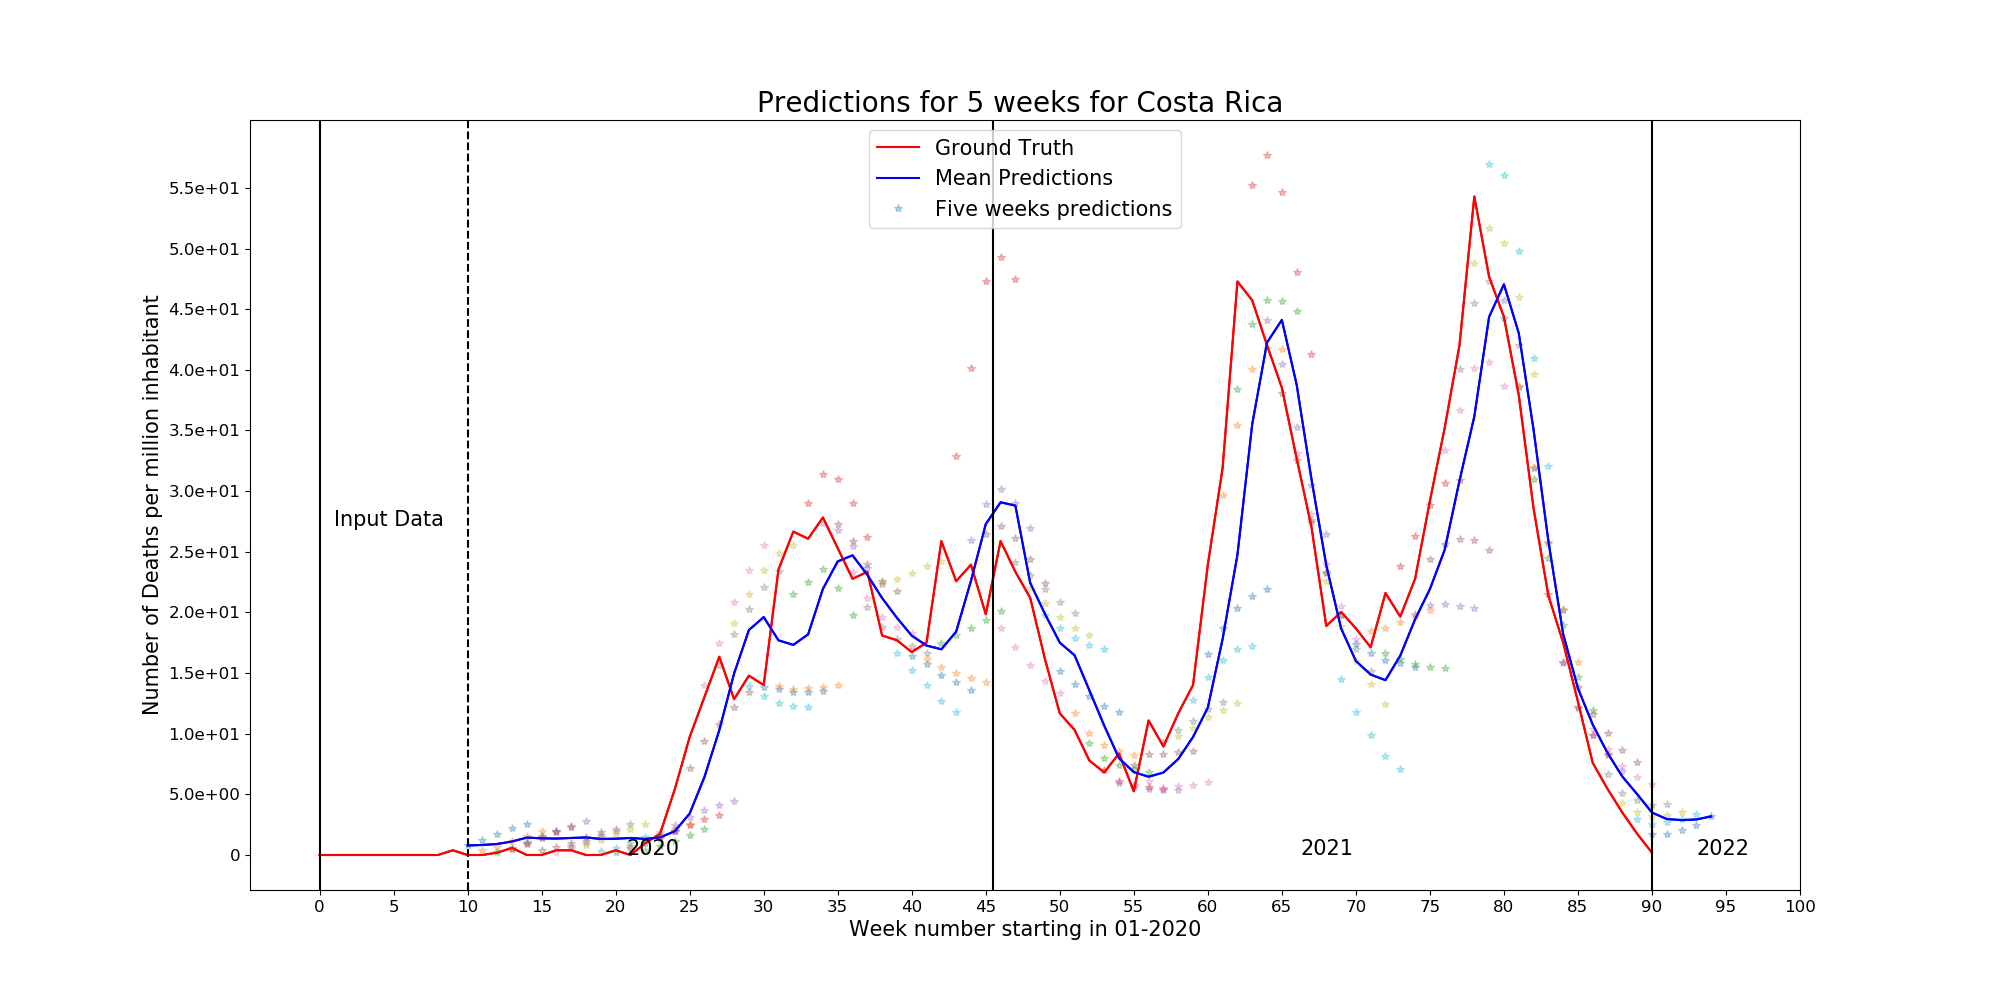 Predictions for 5 weeks for Costa Rica
Ground Truth
Mean Predictions
Five weeks predictions
Number of Deaths per million inhabitant
5.5e+01
5.0e+01
4.5e+01
4.0e+01
3.5e+01
3.0e+01
2.5e+01
2.0e+01
1.5e+01
1.0e+01
5.0e+00
0
Input Data
2020 2021 2022
0 5 10 15 20 25 30 35 40 45 50 55 60 65 70 75 80 85 90 95 100
Week number starting in 01-2020